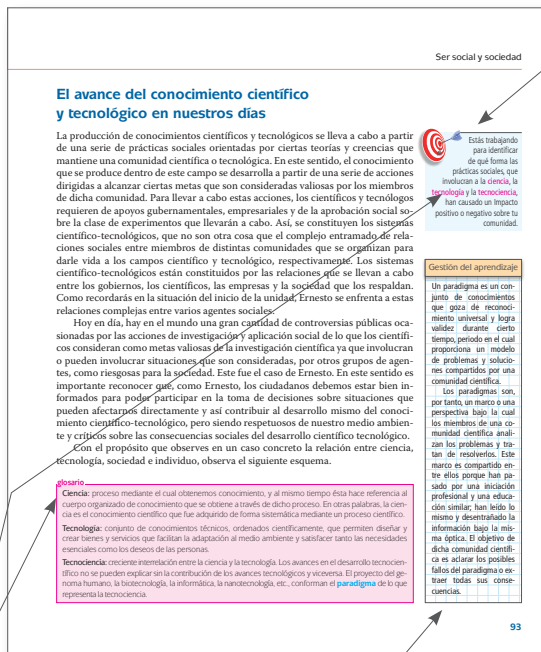 Ser social y sociedad
El avance del conocimiento científico
y tecnológico en nuestros días
La producción de conocimientos científicos y tecnológicos se lleva a cabo a partir
de una serie de prácticas sociales orientadas por ciertas teorías y creencias que
mantiene una comunidad científica o tecnológica. En este sentido, el conocimiento
que se produce dentro de este campo se desarrolla a partir de una serie de acciones
dirigidas a alcanzar ciertas metas que son consideradas valiosas por los miembros
de dicha comunidad. Para llevar a cabo estas acciones, los científicos y tecnólogos
requieren de apoyos gubernamentales, empresariales y de la aprobación social so-
bre la clase de experimentos que llevarán a cabo. Así, se constituyen los sistemas
científico-tecnológicos, que no son otra cosa que el complejo entramado de rela-
ciones sociales entre miembros de distintas comunidades que se organizan para
darle vida a los campos científico y tecnológico, respectivamente. Los sistemas
científico-tecnológicos están constituidos por las relaciones que se llevan a cabo
entre los gobiernos, los científicos, las empresas y la sociedad que los respaldan.
Como recordarás en la situación del inicio de la unidad, Ernesto se enfrenta a estas
relaciones complejas entre varios agentes sociales.
Hoy en día, hay en el mundo una gran cantidad de controversias públicas oca-
sionadas por las acciones de investigación y aplicación social de lo que los científi-
cos consideran como metas valiosas de la investigación científica ya que involucran
o pueden involucrar situaciones que son consideradas, por otros grupos de agen-
tes, como riesgosas para la sociedad. Este fue el caso de Ernesto. En este sentido es
importante reconocer que, como Ernesto, los ciudadanos debemos estar bien in-
formados para poder participar en la toma de decisiones sobre situaciones que
pueden afectarnos directamente y así contribuir al desarrollo mismo del conoci-
miento científico-tecnológico, pero siendo respetuosos de nuestro medio ambien-
te y críticos sobre las consecuencias sociales del desarrollo científico tecnológico.
Con el propósito que observes en un caso concreto la relación entre ciencia,
tecnología, sociedad e individuo, observa el siguiente esquema.
glosario
Ciencia: proceso mediante el cual obtenemos conocimiento, y al mismo tiempo ésta hace referencia al
cuerpo organizado de conocimiento que se obtiene a través de dicho proceso. En otras palabras, la cien-
cia es el conocimiento científico que fue adquirido de forma sistemática mediante un proceso científico.
Tecnología: conjunto de conocimientos técnicos, ordenados científicamente, que permiten diseñar y
crear bienes y servicios que facilitan la adaptación al medio ambiente y satisfacer tanto las necesidades
esenciales como los deseos de las personas.
Tecnociencia: creciente interrelación entre la ciencia y la tecnología. Los avances en el desarrollo tecnocien-
tífico no se pueden explicar sin la contribución de los avances tecnológicos y viceversa. El proyecto del ge-
noma humano, la biotecnología, la informática, la nanotecnología, etc., conforman el paradigma de lo que
representa la tecnociencia.
Estás trabajando
para identificar
de qué forma las
prácticas sociales, que
involucran a la ciencia, la
tecnología y la tecnociencia,
han causado un Impacto
positivo o negativo sobre tu
comunidad.
Gestión del aprendizaje
Un paradigma es un con-
junto de conocimientos
que goza de reconoci-
miento universal y logra
validez durante cierto
tiempo, periodo en el cual
proporciona un modelo
de problemas y solucio-
nes compartidos por una
comunidad científica.
Los paradigmas son,
por tanto, un marco o una
perspectiva bajo la cual
los miembros de una co-
munidad científica anali-
zan los problemas y tra-
tan de resolverlos. Este
marco es compartido en-
tre ellos porque han pa-
sado por una iniciación
profesional y una educa-
ción similar; han leído lo
mismo y desentrañado la
información bajo la mis-
ma óptica. El objetivo de
dicha comunidad científi-
ca es aclarar los posibles
fallos del paradigma o ex-
traer todas sus conse-
cuencias.
93